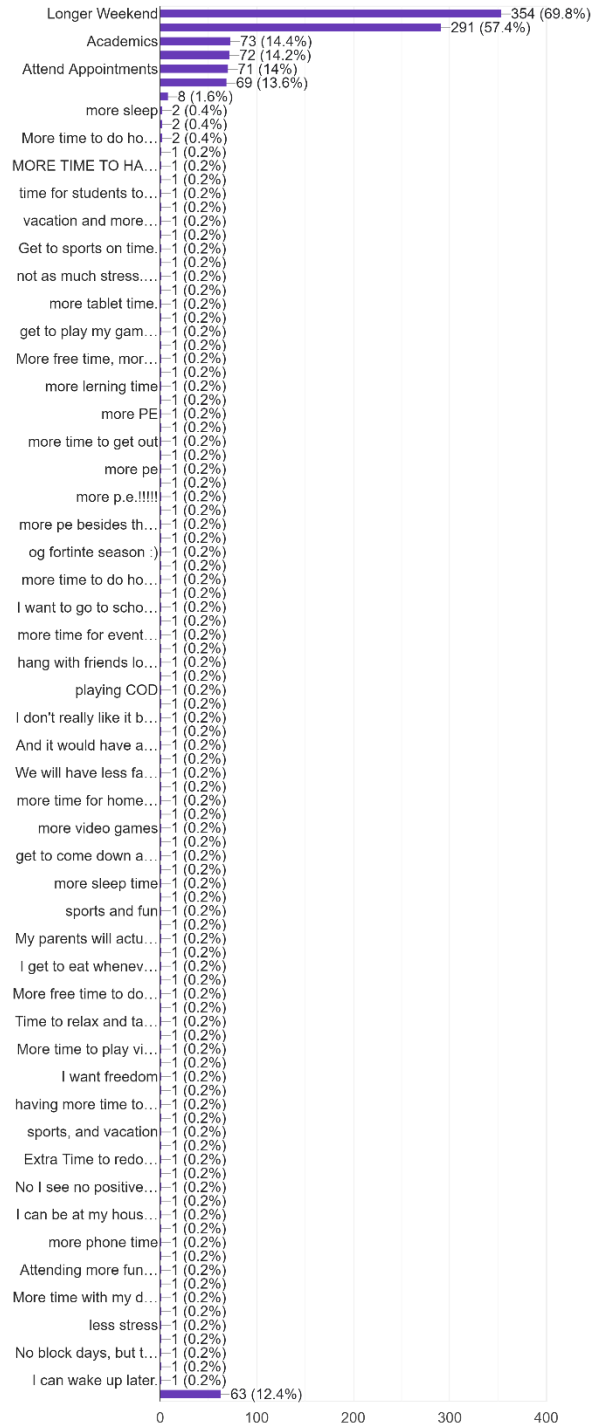 Longer Weekend 354 (69.8%)
291 (57.4%)
Academics 73 (14.4%)
72 (14.2%)
Attend Appointments 71 (14%)
69 (13.6%)
8 (1.6%)
more sleep 2 (0.4%)
2 (0.4%)
More time to do ho… 2 (0.4%)
1 (0.2%)
MORE TIME TO HA… 1 (0.2%)
1 (0.2%)
time for students to… 1 (0.2%)
1 (0.2%)
vacation and more… 1 (0.2%)
1 (0.2%)
Get to sports on time. 1 (0.2%)
1 (0.2%)
not as much stress.… 1 (0.2%)
1 (0.2%)
more tablet time. 1 (0.2%)
1 (0.2%)
get to play my gam… 1 (0.2%)
1 (0.2%)
More free time, mor… 1 (0.2%)
1 (0.2%)
more lerning time 1 (0.2%)
1 (0.2%)
more PE 1 (0.2%)
1 (0.2%)
more time to get out 1 (0.2%)
1 (0.2%)
more pe 1 (0.2%)
1 (0.2%)
more p.e.!!!!! 1 (0.2%)
1 (0.2%)
more pe besides th… 1 (0.2%)
1 (0.2%)
og fortinte season :) 1 (0.2%)
1 (0.2%)
more time to do ho… 1 (0.2%)
1 (0.2%)
I want to go to scho… 1 (0.2%)
1 (0.2%)
more time for event… 1 (0.2%)
1 (0.2%)
hang with friends lo… 1 (0.2%)
1 (0.2%)
playing COD 1 (0.2%)
1 (0.2%)
I don't really like it b… 1 (0.2%)
1 (0.2%)
And it would have a… 1 (0.2%)
1 (0.2%)
We will have less fa… 1 (0.2%)
1 (0.2%)
more time for home… 1 (0.2%)
1 (0.2%)
more video games 1 (0.2%)
1 (0.2%)
get to come down a… 1 (0.2%)
1 (0.2%)
more sleep time 1 (0.2%)
1 (0.2%)
sports and fun 1 (0.2%)
1 (0.2%)
My parents will actu… 1 (0.2%)
1 (0.2%)
I get to eat whenev… 1 (0.2%)
1 (0.2%)
More free time to do… 1 (0.2%)
1 (0.2%)
Time to relax and ta… 1 (0.2%)
1 (0.2%)
More time to play vi… 1 (0.2%)
1 (0.2%)
I want freedom 1 (0.2%)
1 (0.2%)
having more time to… 1 (0.2%)
1 (0.2%)
sports, and vacation 1 (0.2%)
1 (0.2%)
Extra Time to redo… 1 (0.2%)
1 (0.2%)
No I see no positive… 1 (0.2%)
1 (0.2%)
I can be at my hous… 1 (0.2%)
1 (0.2%)
more phone time 1 (0.2%)
1 (0.2%)
Attending more fun… 1 (0.2%)
1 (0.2%)
More time with my d… 1 (0.2%)
1 (0.2%)
less stress 1 (0.2%)
1 (0.2%)
No block days, but t… 1 (0.2%)
1 (0.2%)
I can wake up later. 1 (0.2%)
63 (12.4%)
0 100 200 300 400